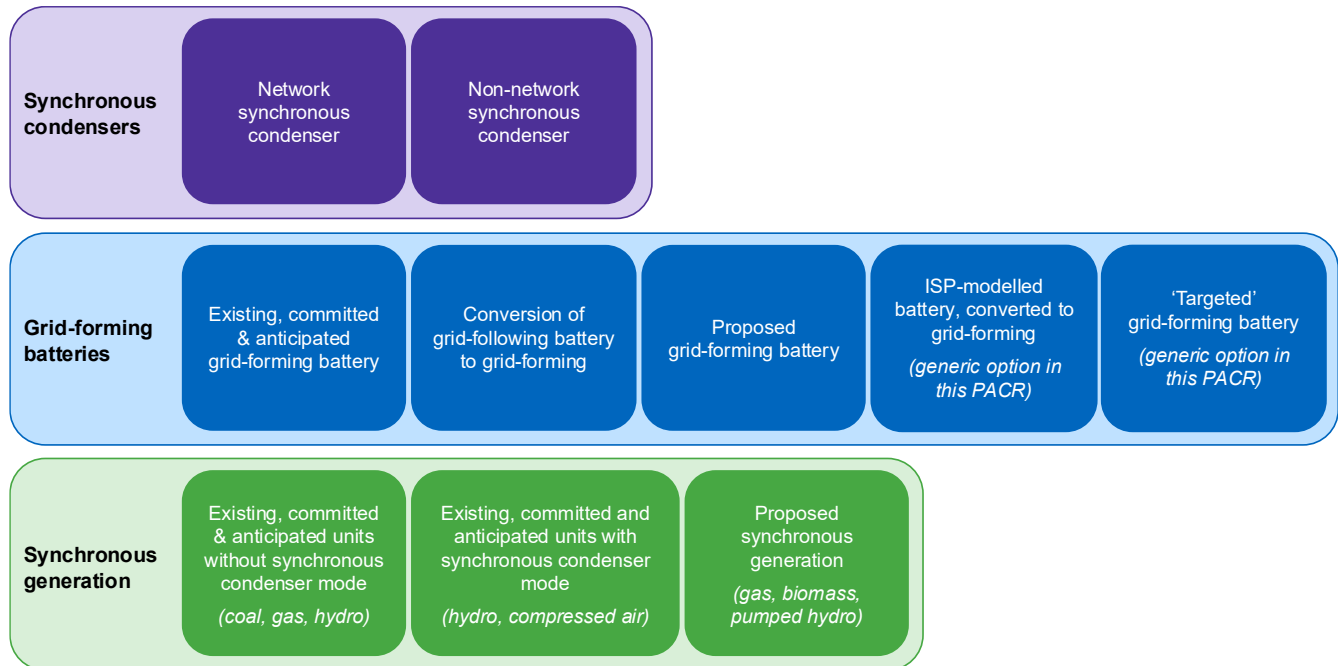 Synchronous
condensers
Network
synchronous
condenser
Non-network
synchronous
condenser
Grid-forming
batteries
Existing, committed
& anticipated
grid-forming battery
Conversion of
grid-following battery
to grid-forming
Proposed
grid-forming battery
ISP-modelled
battery, converted to
grid-forming
(generic option in
this PACR)
‘Targeted’
grid-forming battery
(generic option in
this PACR)
Synchronous
generation
Existing, committed
& anticipated units
without synchronous
condenser mode
(coal, gas, hydro)
Existing, committed and
anticipated units with
synchronous condenser
mode
(hydro, compressed air)
Proposed
synchronous
generation
(gas, biomass,
pumped hydro)